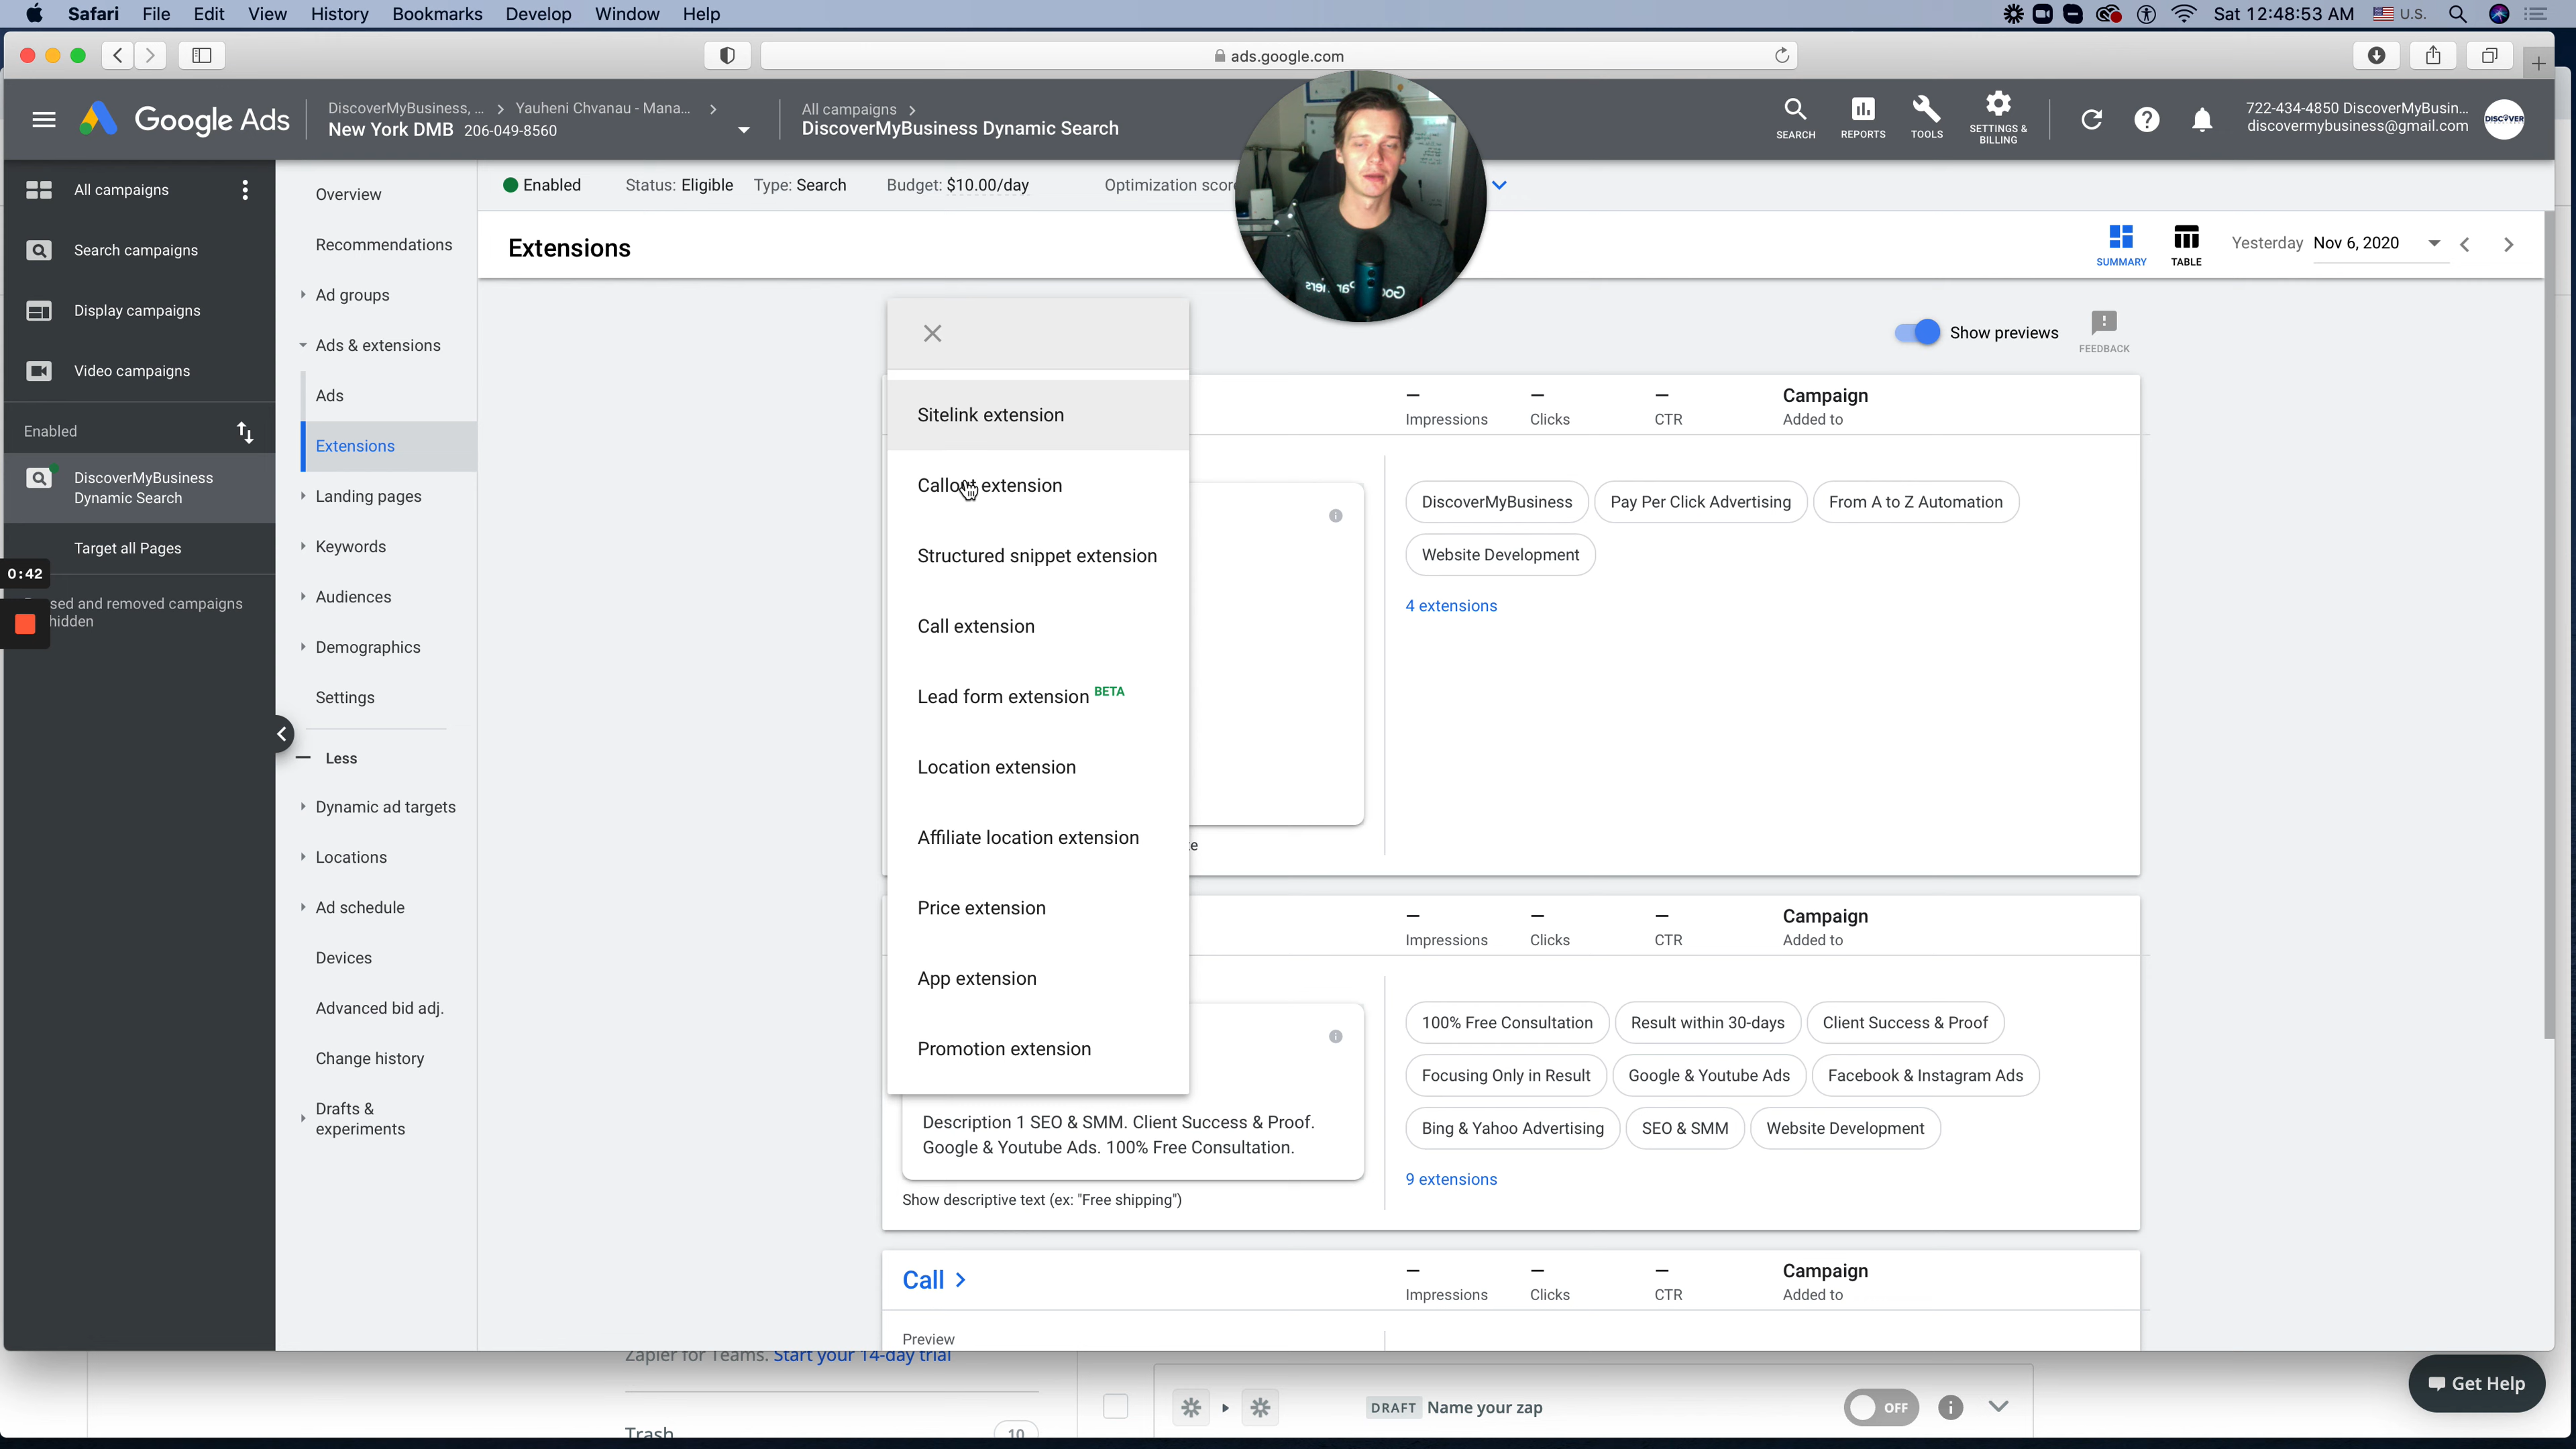 Safari File Edit View History Bookmarks Develop Window Help
Sat 12:48:53 AM U.S.
ads.google.com
Google Ads
DiscoverMyBusiness, ... > Yauheni Chvanau - Mana... >
New York DMB 206-049-8560
All campaigns >
DiscoverMyBusiness Dynamic Search
SEARCH
REPORTS
TOOLS
SETTINGS &
BILLING
722-434-4850 DiscoverMyBusin...
discovermybusiness@gmail.com
DISCOVER
All campaigns
Search campaigns
Display campaigns
Video campaigns
Enabled
DiscoverMyBusiness
Dynamic Search
Target all Pages
0:42
sed and removed campaigns
hidden
Overview
Recommendations
Ad groups
Ads & extensions
Ads
Extensions
Landing pages
Keywords
Audiences
Demographics
Settings
Less
Dynamic ad targets
Locations
Ad schedule
Devices
Advanced bid adj.
Change history
Drafts &
experiments
Enabled Status: Eligible Type: Search Budget: $10.00/day Optimization scor
Extensions
SUMMARY
TABLE
Yesterday Nov 6, 2020
Show previews
FEEDBACK
Sitelink extension
Callout extension
Structured snippet extension
Call extension
Lead form extension BETA
Location extension
Affiliate location extension
Price extension
App extension
Promotion extension
— — — Campaign
Impressions Clicks CTR Added to
DiscoverMyBusiness Pay Per Click Advertising From A to Z Automation
Website Development
4 extensions
— — — Campaign
Impressions Clicks CTR Added to
100% Free Consultation Result within 30-days Client Success & Proof
Focusing Only in Result Google & Youtube Ads Facebook & Instagram Ads
Bing & Yahoo Advertising SEO & SMM Website Development
9 extensions
Description 1 SEO & SMM. Client Success & Proof.
Google & Youtube Ads. 100% Free Consultation.
Show descriptive text (ex: "Free shipping")
Call >
— — — Campaign
Impressions Clicks CTR Added to
Preview
Zapier for Teams. Start your 14-day trial
Trash 10
DRAFT Name your zap
OFF
Get Help